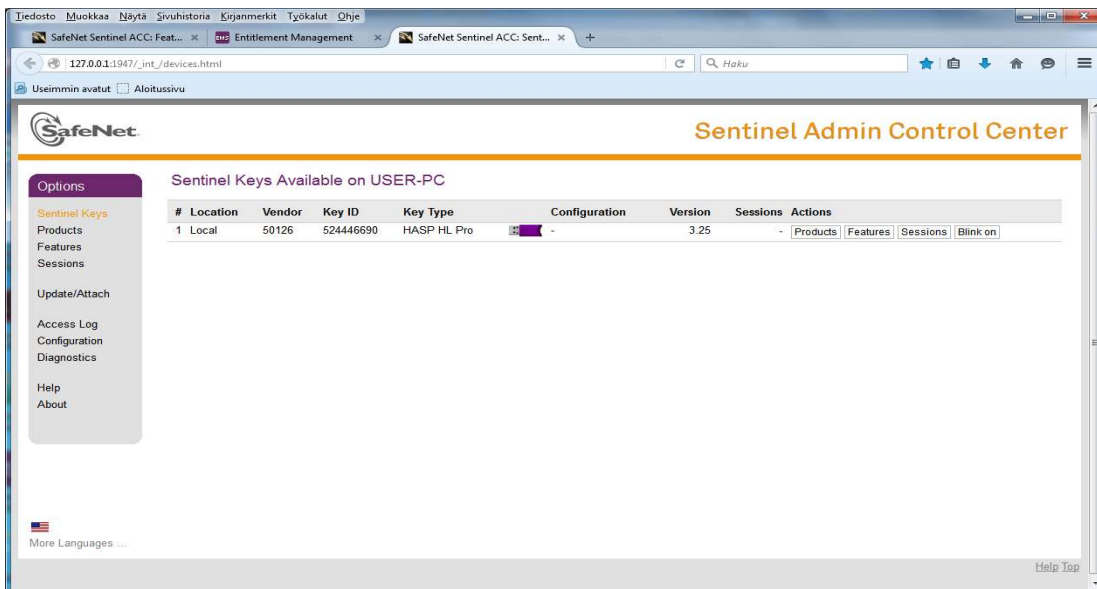 Tiedosto Muokkaa Näytä Sivuhistoria Kirjanmerkit Työkalut Ohje
SafeNet Sentinel ACC: Feat... × EMS Entitlement Management × SafeNet Sentinel ACC: Sent... × +
127.0.0.1:1947/_int_/devices.html Haku
Useimmin avatut Aloitussivu
SafeNet. Sentinel Admin Control Center
Options
Sentinel Keys
Products
Features
Sessions
Update/Attach
Access Log
Configuration
Diagnostics
Help
About
Sentinel Keys Available on USER-PC
# Location Vendor Key ID Key Type Configuration Version Sessions Actions
1 Local 50126 524446690 HASP HL Pro - 3.25 - Products Features Sessions Blink on
More Languages ...
Help Top